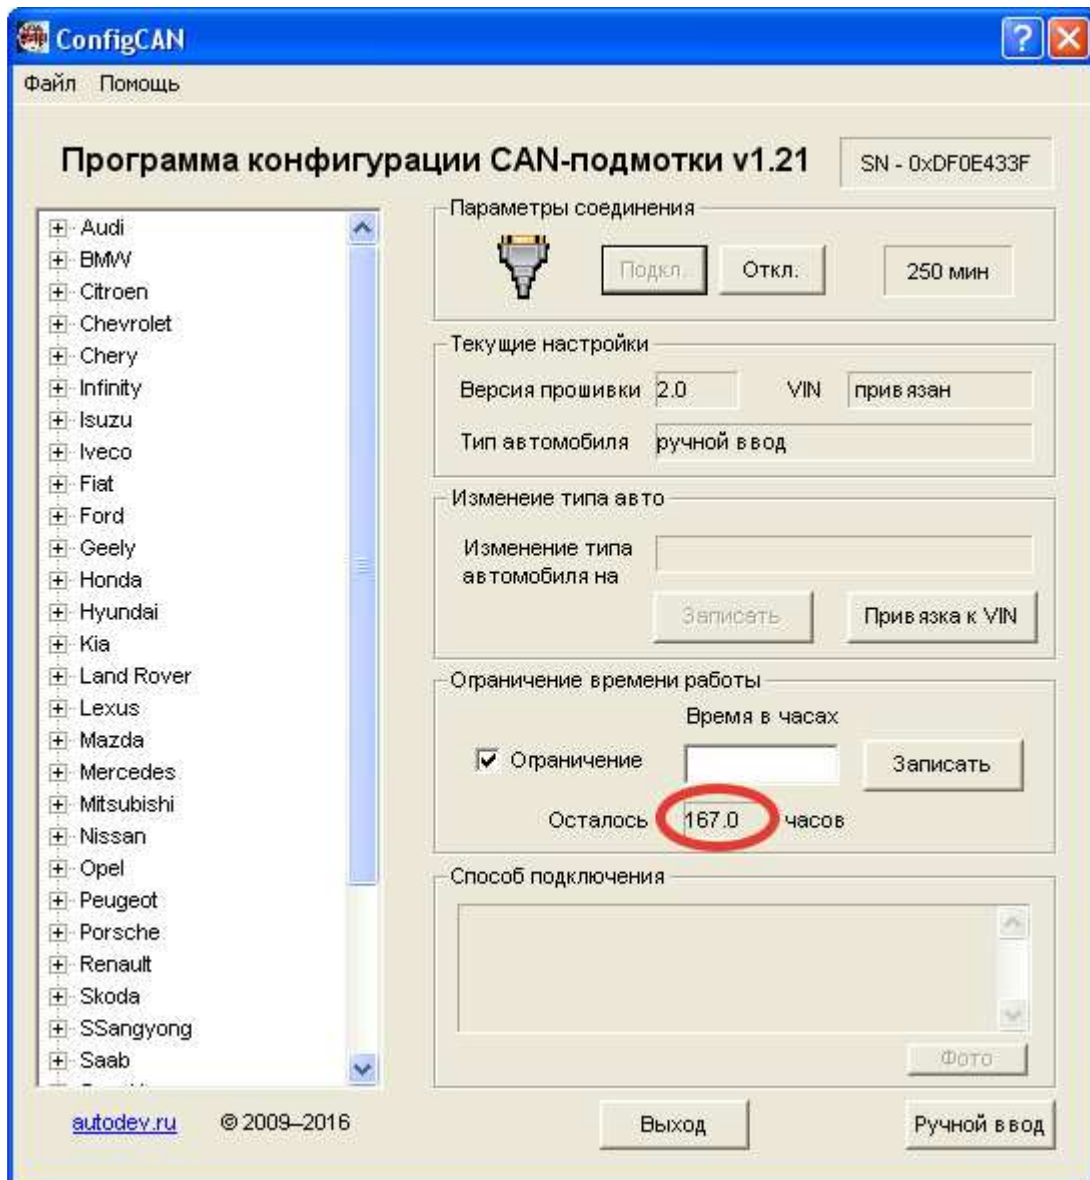 ConfigCAN
Файл Помощь
Программа конфигурации CAN-подмотки v1.21
SN - 0xDF0E433F
Audi
BMW
Citroen
Chevrolet
Chery
Infinity
Isuzu
Iveco
Fiat
Ford
Geely
Honda
Hyundai
Kia
Land Rover
Lexus
Mazda
Mercedes
Mitsubishi
Nissan
Opel
Peugeot
Porsche
Renault
Skoda
SSangyong
Saab
Параметры соединения
Подкл. Откл. 250 мин
Текущие настройки
Версия прошивки 2.0 VIN привязан
Тип автомобиля ручной ввод
Изменеие типа авто
Изменение типа
автомобиля на
Записать Привязка к VIN
Ограничение времени работы
Время в часах
Ограничение Записать
Осталось 167.0 часов
Способ подключения
Фото
autodev.ru © 2009–2016 Выход Ручной ввод